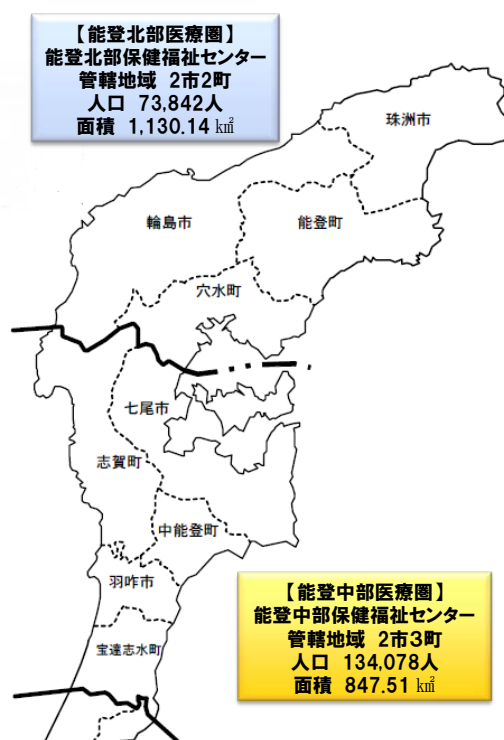 【能登北部医療圏】
能登北部保健福祉センター
管轄地域 2市2町
人口 73,842人
面積 1,130.14 ㎢
珠洲市
輪島市
能登町
穴水町
七尾市
志賀町
中能登町
羽咋市
宝達志水町
【能登中部医療圏】
能登中部保健福祉センター
管轄地域 2市3町
人口 134,078人
面積 847.51 ㎢